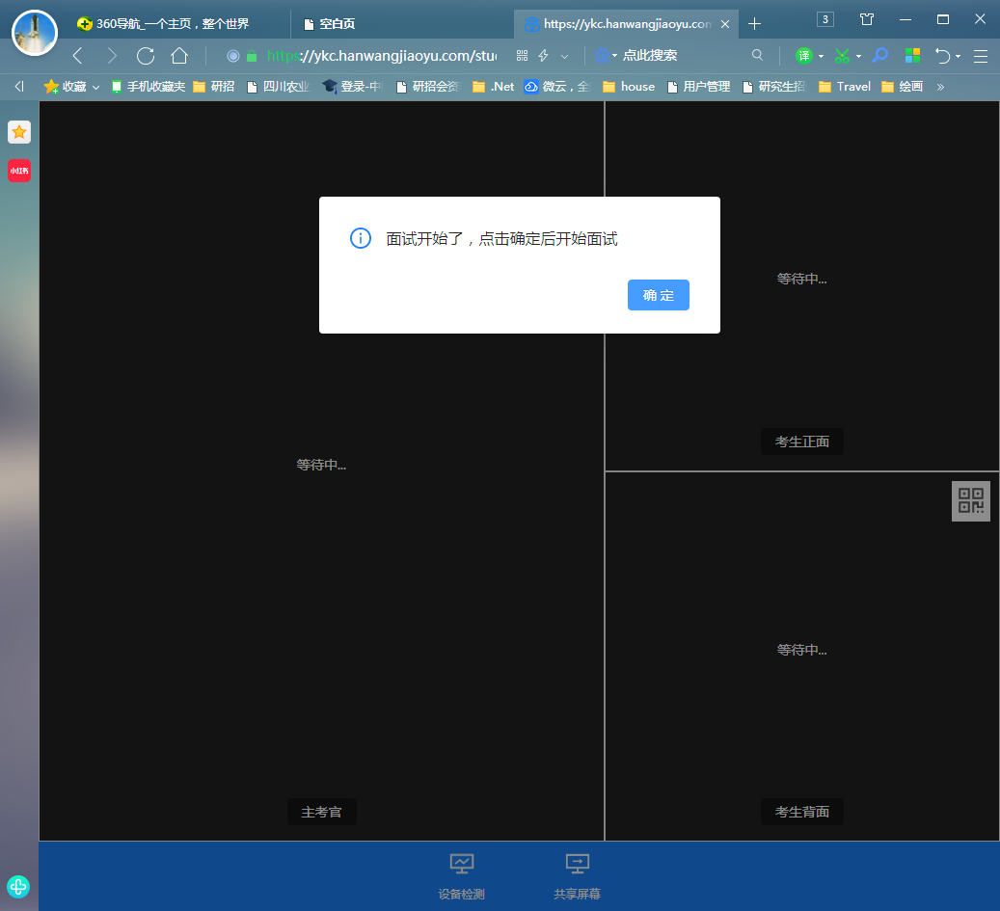 360导航_一个主页，整个世界
空白页
https://ykc.hanwangjiaoyu.com
3
https://ykc.hanwangjiaoyu.com/stu
点此搜索
译
收藏
手机收藏夹
研招
四川农业
登录-中
研招会资
.Net
微云，全
house
用户管理
研究生招
Travel
绘画
小红书
面试开始了，点击确定后开始面试
确 定
等待中...
考生正面
等待中...
主考官
等待中...
考生背面
设备检测
共享屏幕